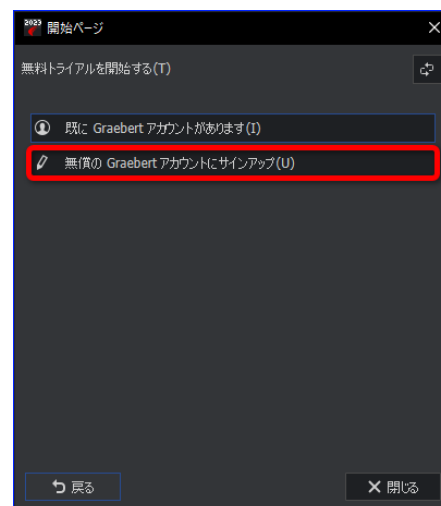 2023 開始ページ
無料トライアルを開始する(T)
既に Graebert アカウントがあります(I)
無償の Graebert アカウントにサインアップ(U)
戻る
閉じる